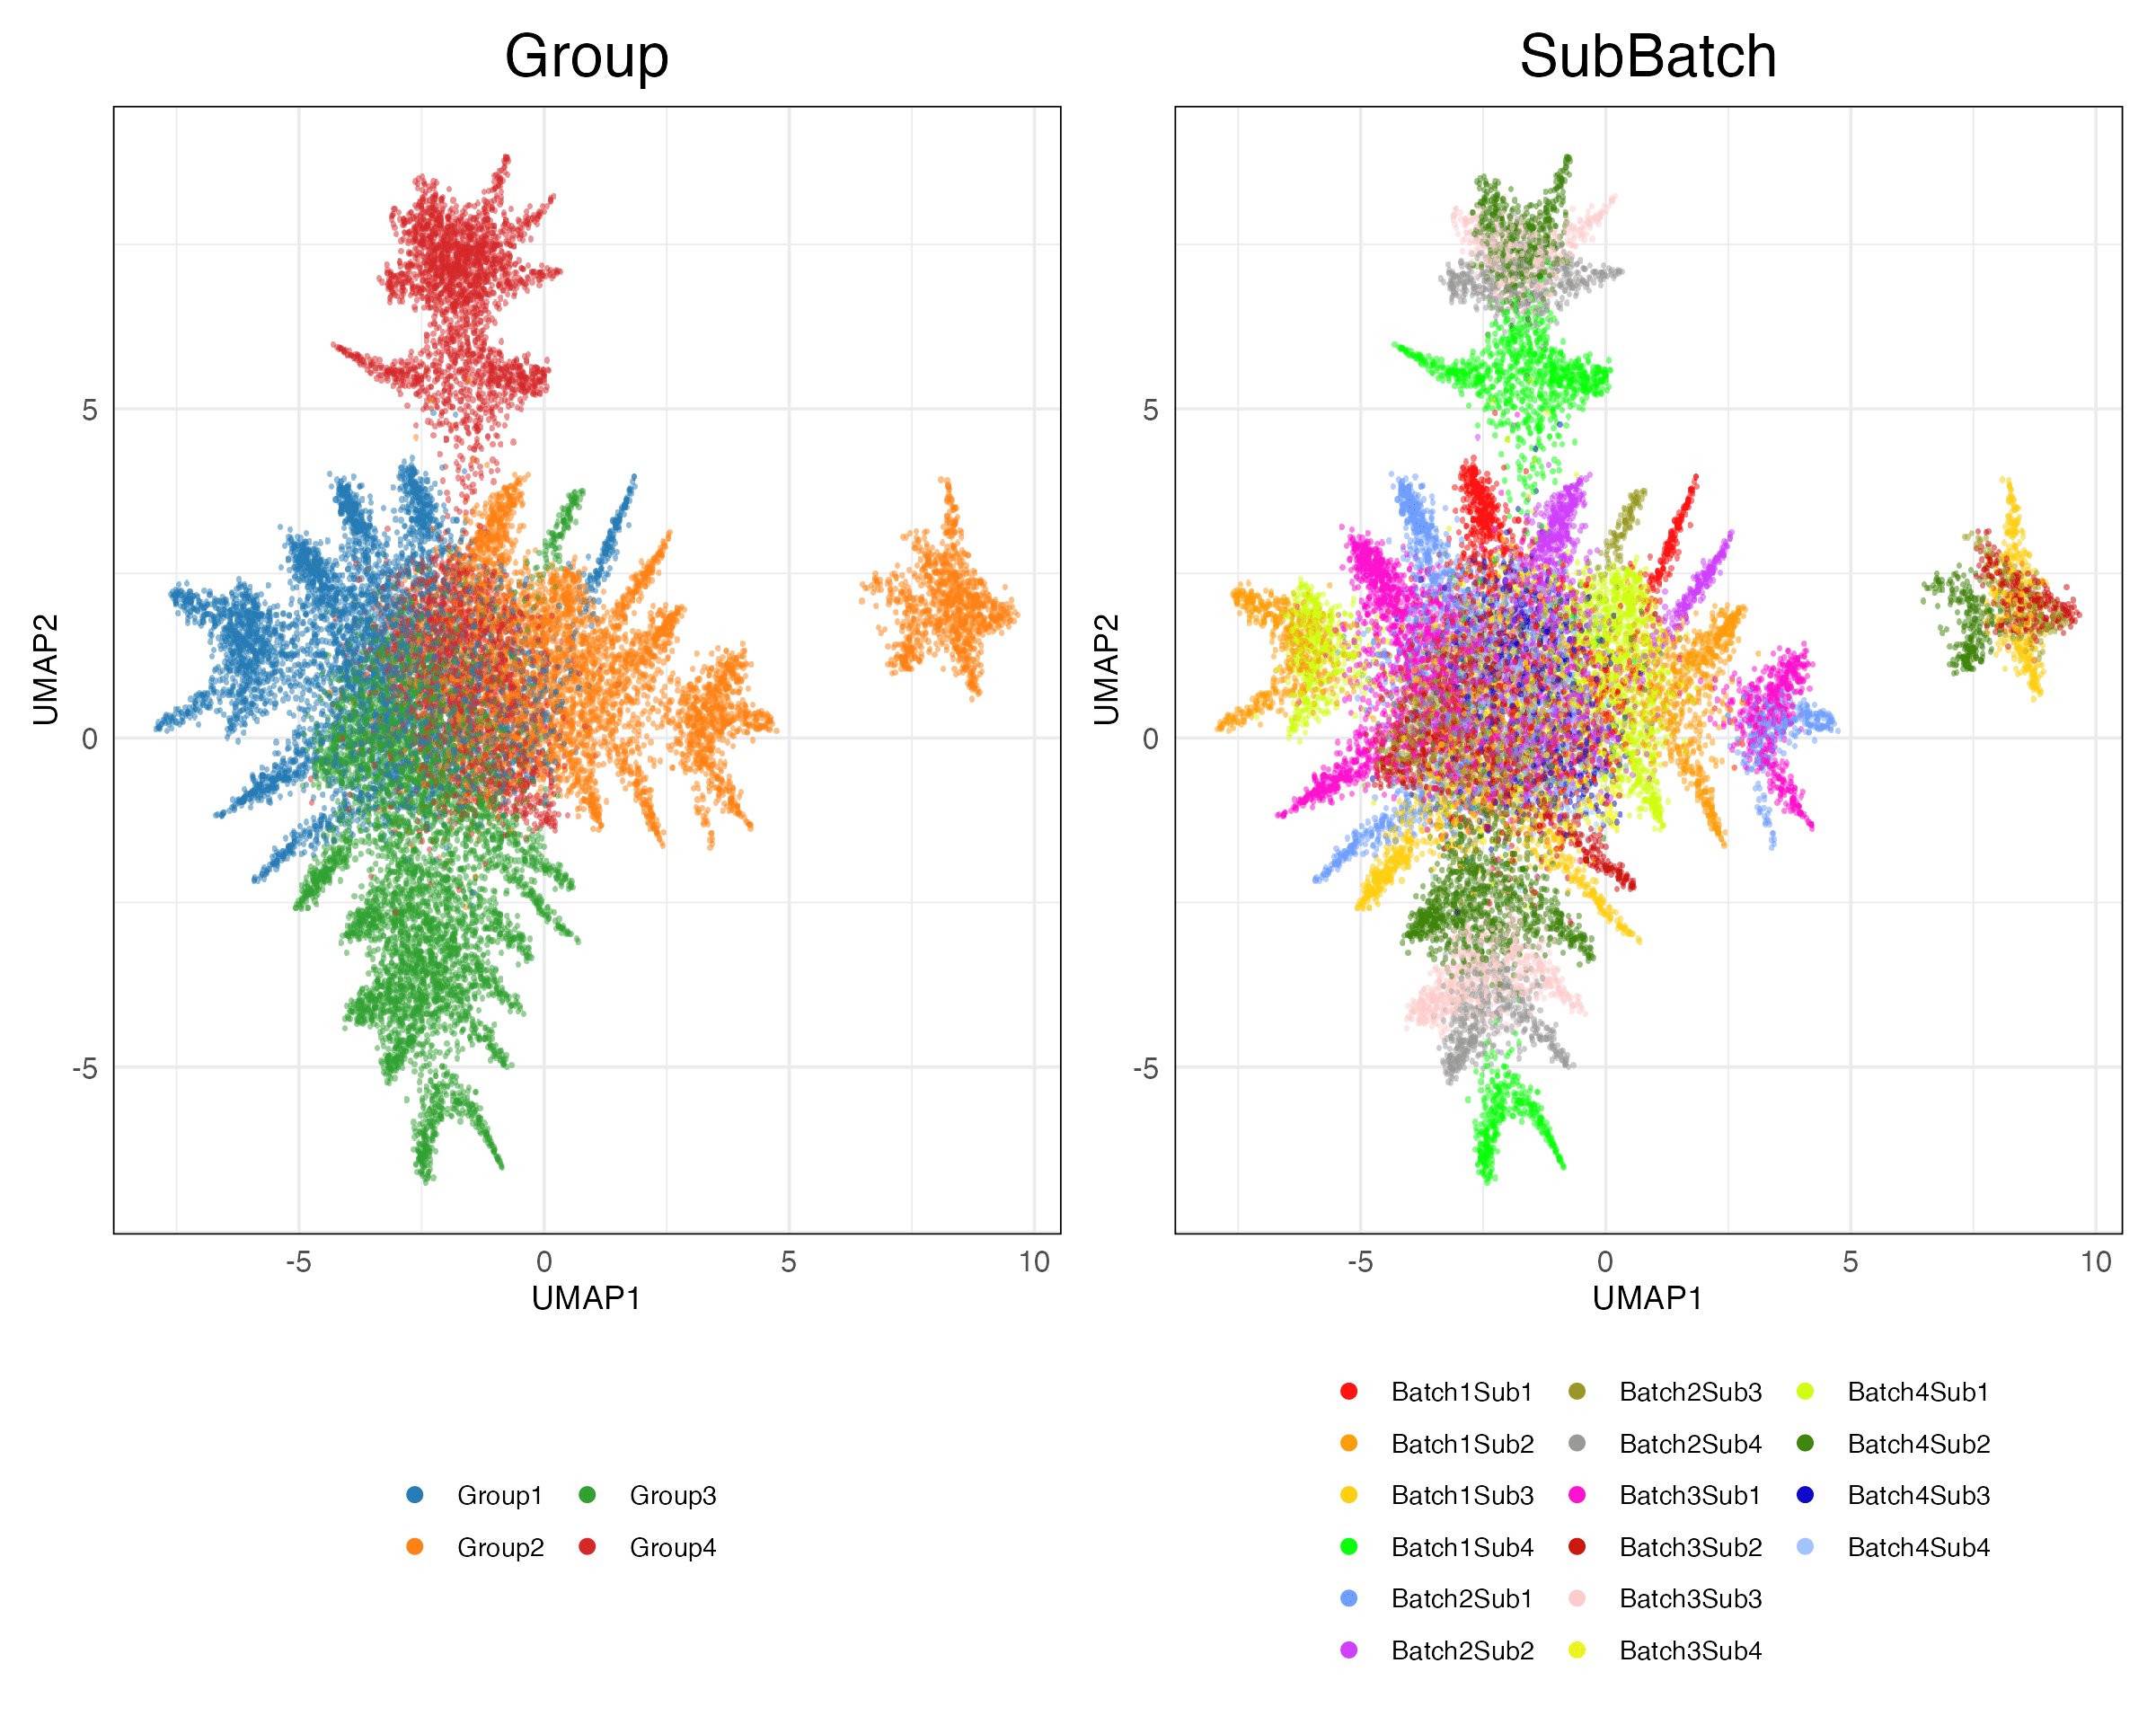 Group
SubBatch
UMAP2
5
0
-5
-5 0 5 10
UMAP1
UMAP2
5
0
-5
-5 0 5 10
UMAP1
Group1 Group3
Group2 Group4
Batch1Sub1 Batch2Sub3 Batch4Sub1
Batch1Sub2 Batch2Sub4 Batch4Sub2
Batch1Sub3 Batch3Sub1 Batch4Sub3
Batch1Sub4 Batch3Sub2 Batch4Sub4
Batch2Sub1 Batch3Sub3
Batch2Sub2 Batch3Sub4